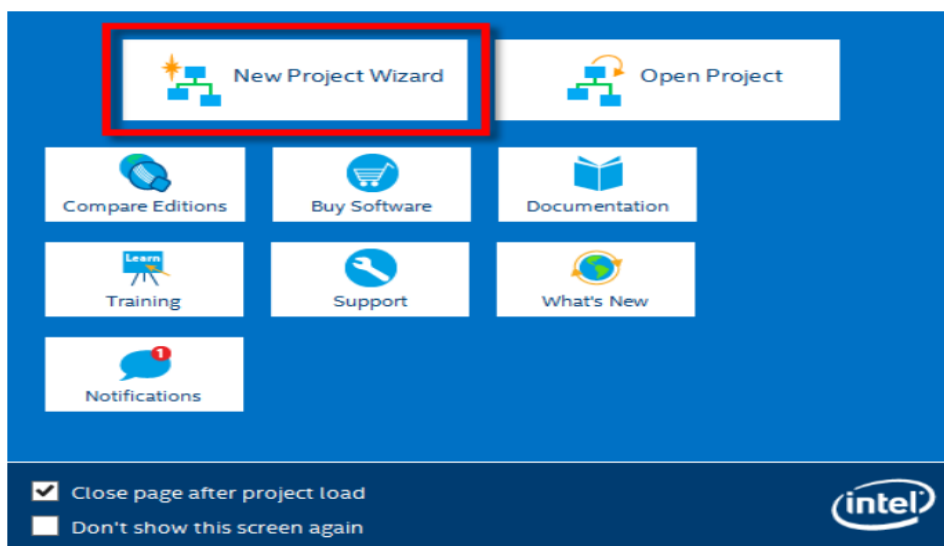 New Project Wizard
Open Project
Compare Editions
Buy Software
Documentation
Learn
Training
Support
What's New
1
Notifications
Close page after project load
Don't show this screen again
intel